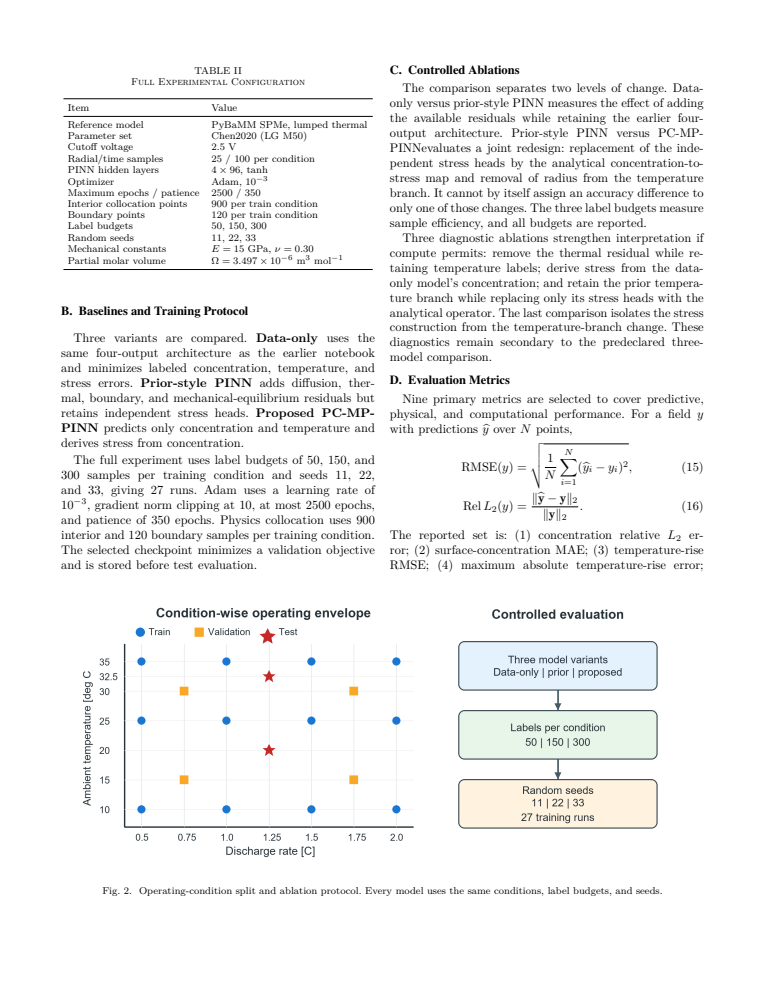 TABLE II
Full Experimental Configuration
Item Value
Reference model PyBaMM SPMe, lumped thermal
Parameter set Chen2020 (LG M50)
Cutoff voltage 2.5 V
Radial/time samples 25 / 100 per condition
PINN hidden layers 4 × 96, tanh
Optimizer Adam, 10⁻³
Maximum epochs / patience 2500 / 350
Interior collocation points 900 per train condition
Boundary points 120 per train condition
Label budgets 50, 150, 300
Random seeds 11, 22, 33
Mechanical constants E = 15 GPa, ν = 0.30
Partial molar volume Ω = 3.497 × 10⁻⁶ m³ mol⁻¹
B. Baselines and Training Protocol
Three variants are compared. Data-only uses the
same four-output architecture as the earlier notebook
and minimizes labeled concentration, temperature, and
stress errors. Prior-style PINN adds diffusion, ther-
mal, boundary, and mechanical-equilibrium residuals but
retains independent stress heads. Proposed PC-MP-
PINN predicts only concentration and temperature and
derives stress from concentration.
The full experiment uses label budgets of 50, 150, and
300 samples per training condition and seeds 11, 22,
and 33, giving 27 runs. Adam uses a learning rate of
10⁻³, gradient norm clipping at 10, at most 2500 epochs,
and patience of 350 epochs. Physics collocation uses 900
interior and 120 boundary samples per training condition.
The selected checkpoint minimizes a validation objective
and is stored before test evaluation.
C. Controlled Ablations
The comparison separates two levels of change. Data-
only versus prior-style PINN measures the effect of adding
the available residuals while retaining the earlier four-
output architecture. Prior-style PINN versus PC-MP-
PINNevaluates a joint redesign: replacement of the inde-
pendent stress heads by the analytical concentration-to-
stress map and removal of radius from the temperature
branch. It cannot by itself assign an accuracy difference to
only one of those changes. The three label budgets measure
sample efficiency, and all budgets are reported.
Three diagnostic ablations strengthen interpretation if
compute permits: remove the thermal residual while re-
taining temperature labels; derive stress from the data-
only model's concentration; and retain the prior tempera-
ture branch while replacing only its stress heads with the
analytical operator. The last comparison isolates the stress
construction from the temperature-branch change. These
diagnostics remain secondary to the predeclared three-
model comparison.
D. Evaluation Metrics
Nine primary metrics are selected to cover predictive,
physical, and computational performance. For a field y
with predictions ŷ over N points,
RMSE(y) = √(1/N ∑ᵢ₌₁ᴺ (ŷᵢ − yᵢ)²), (15)
Rel L₂(y) = ‖ŷ − y‖₂ / ‖y‖₂. (16)
The reported set is: (1) concentration relative L₂ er-
ror; (2) surface-concentration MAE; (3) temperature-rise
RMSE; (4) maximum absolute temperature-rise error;
Condition-wise operating envelope
Train Validation Test
Ambient temperature [deg C
35
32.5
30
25
20
15
10
0.5 0.75 1.0 1.25 1.5 1.75 2.0
Discharge rate [C]
Controlled evaluation
Three model variants
Data-only | prior | proposed
Labels per condition
50 | 150 | 300
Random seeds
11 | 22 | 33
27 training runs
Fig. 2. Operating-condition split and ablation protocol. Every model uses the same conditions, label budgets, and seeds.